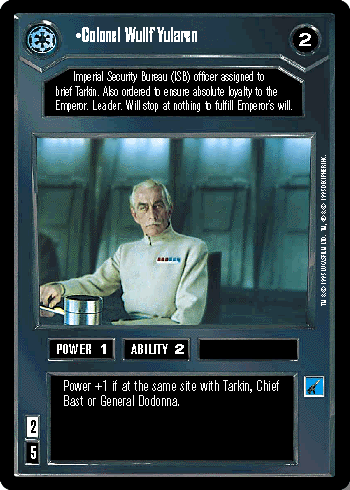 •Colonel Wullf Yularen
2
Imperial Security Bureau (ISB) officer assigned to
brief Tarkin. Also ordered to ensure absolute loyalty to the
Emperor. Leader. Will stop at nothing to fulfill Emperor's will.
POWER 1
ABILITY 2
Power +1 if at the same site with Tarkin, Chief
Bast or General Dodonna.
2
5